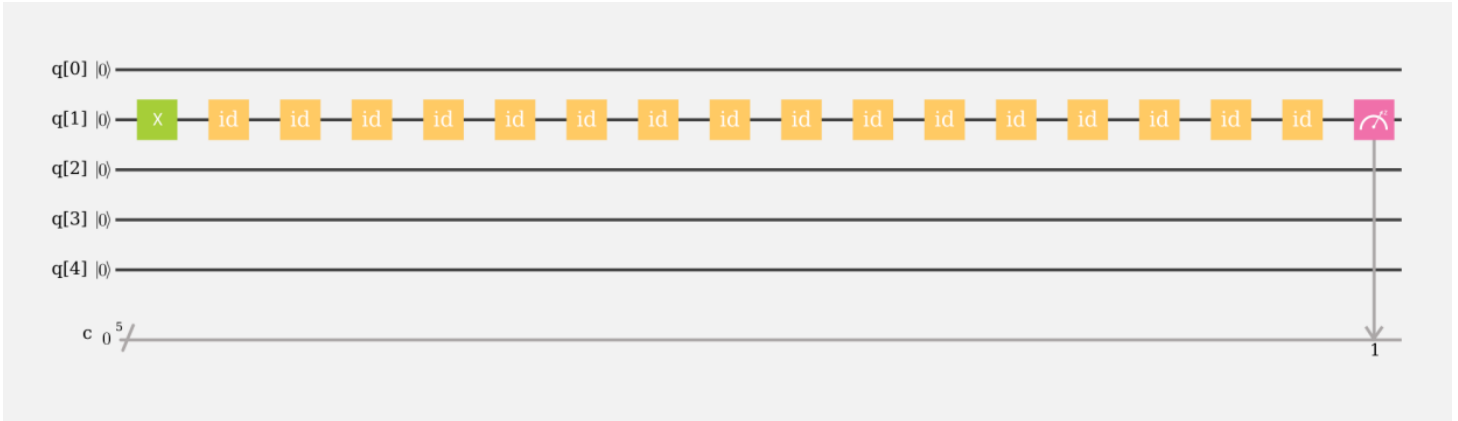 q[0] |0⟩
q[1] |0⟩ X id id id id id id id id id id id id id id id id
q[2] |0⟩
q[3] |0⟩
q[4] |0⟩
c 0 5
1